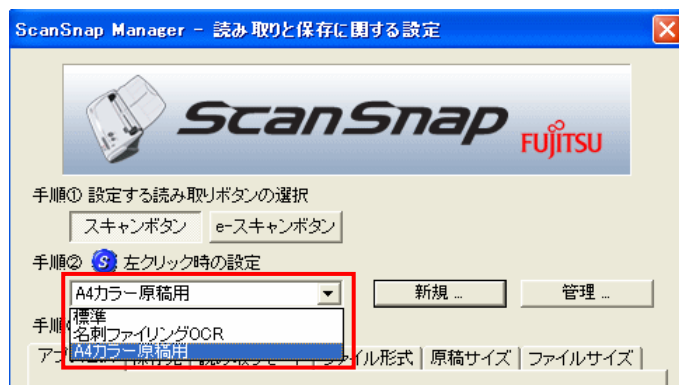 ScanSnap Manager - 読み取りと保存に関する設定
ScanSnap FUJITSU
手順① 設定する読み取りボタンの選択
スキャンボタン e-スキャンボタン
手順② S 左クリック時の設定
A4カラー原稿用 新規 ... 管理 ...
標準
手順
名刺ファイリングOCR
A4カラー原稿用
イル形式 原稿サイズ ファイルサイズ